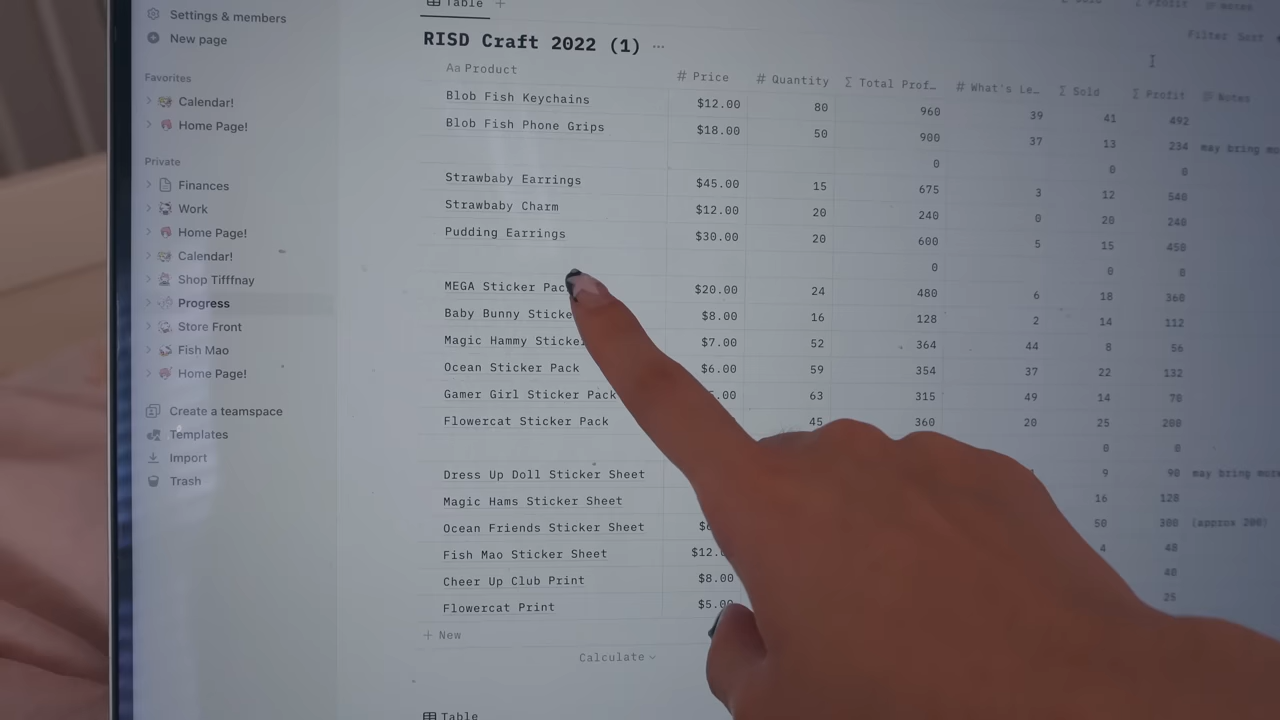 Settings & members
New page
Favorites
Calendar!
Home Page!
Private
Finances
Work
Home Page!
Calendar!
Shop Tifffnay
Progress
Store Front
Fish Mao
Home Page!
Create a teamspace
Templates
Import
Trash
Table +
Σ Profit Notes
Filter Sort
RISD Craft 2022 (1) ...
Aa Product # Price # Quantity Σ Total Prof… # What's Le… Σ Sold Σ Profit Notes
Blob Fish Keychains $12.00 80 960 39 41 492
Blob Fish Phone Grips $18.00 50 900 37 13 234 may bring
0 0 0
Strawbaby Earrings $45.00 15 675 3 12 540
Strawbaby Charm $12.00 20 240 0 20 240
Pudding Earrings $30.00 20 600 5 15 450
0 0 0
MEGA Sticker Pac $20.00 24 480 6 18 360
Baby Bunny Sticke $8.00 16 128 2 14 112
Magic Hammy Sticke $7.00 52 364 44 8 56
Ocean Sticker Pack $6.00 59 354 37 22 132
Gamer Girl Sticker Pack .00 63 315 49 14 70
Flowercat Sticker Pack 45 360 20 25 200
0 0
Dress Up Doll Sticker Sheet 9 90 may bring
Magic Hams Sticker Sheet 16 128
Ocean Friends Sticker Sheet 50 300 (approx 200)
Fish Mao Sticker Sheet $12. 4 48
Cheer Up Club Print $8.00 40
Flowercat Print $5.00 25
+ New
Calculate
Table